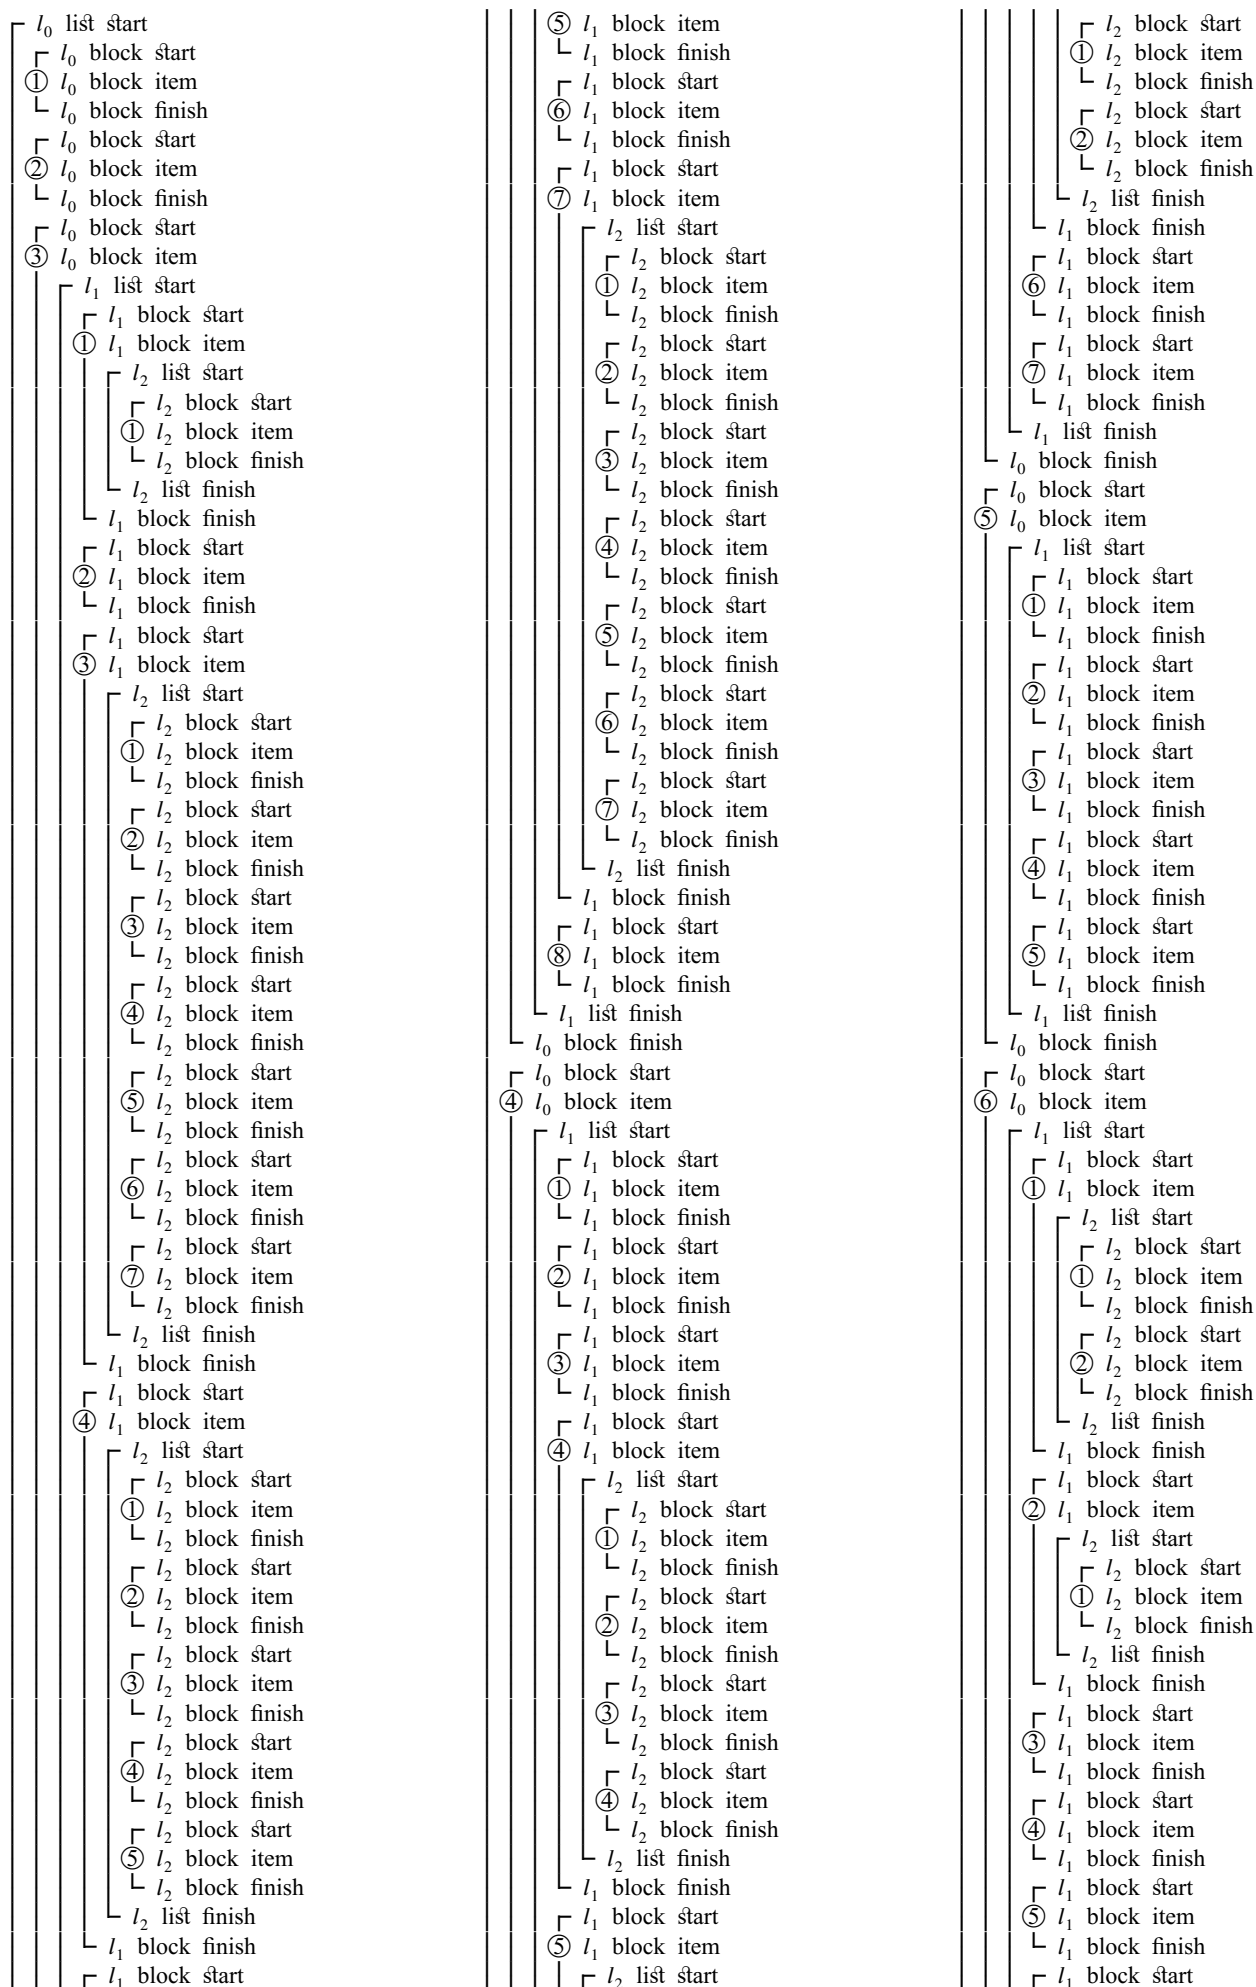 l₀ list start
l₀ block start
① l₀ block item
l₀ block finish
l₀ block start
② l₀ block item
l₀ block finish
l₀ block start
③ l₀ block item
l₁ list start
l₁ block start
① l₁ block item
l₂ list start
l₂ block start
① l₂ block item
l₂ block finish
l₂ list finish
l₁ block finish
l₁ block start
② l₁ block item
l₁ block finish
l₁ block start
③ l₁ block item
l₂ list start
l₂ block start
① l₂ block item
l₂ block finish
l₂ block start
② l₂ block item
l₂ block finish
l₂ block start
③ l₂ block item
l₂ block finish
l₂ block start
④ l₂ block item
l₂ block finish
l₂ block start
⑤ l₂ block item
l₂ block finish
l₂ block start
⑥ l₂ block item
l₂ block finish
l₂ block start
⑦ l₂ block item
l₂ block finish
l₂ list finish
l₁ block finish
l₁ block start
④ l₁ block item
l₂ list start
l₂ block start
① l₂ block item
l₂ block finish
l₂ block start
② l₂ block item
l₂ block finish
l₂ block start
③ l₂ block item
l₂ block finish
l₂ block start
④ l₂ block item
l₂ block finish
l₂ block start
⑤ l₂ block item
l₂ block finish
l₂ list finish
l₁ block finish
l₁ block start
⑤ l₁ block item
l₁ block finish
l₁ block start
⑥ l₁ block item
l₁ block finish
l₁ block start
⑦ l₁ block item
l₂ list start
l₂ block start
① l₂ block item
l₂ block finish
l₂ block start
② l₂ block item
l₂ block finish
l₂ block start
③ l₂ block item
l₂ block finish
l₂ block start
④ l₂ block item
l₂ block finish
l₂ block start
⑤ l₂ block item
l₂ block finish
l₂ block start
⑥ l₂ block item
l₂ block finish
l₂ block start
⑦ l₂ block item
l₂ block finish
l₂ list finish
l₁ block finish
l₁ block start
⑧ l₁ block item
l₁ block finish
l₁ list finish
l₀ block finish
l₀ block start
④ l₀ block item
l₁ list start
l₁ block start
① l₁ block item
l₁ block finish
l₁ block start
② l₁ block item
l₁ block finish
l₁ block start
③ l₁ block item
l₁ block finish
l₁ block start
④ l₁ block item
l₂ list start
l₂ block start
① l₂ block item
l₂ block finish
l₂ block start
② l₂ block item
l₂ block finish
l₂ block start
③ l₂ block item
l₂ block finish
l₂ block start
④ l₂ block item
l₂ block finish
l₂ list finish
l₁ block finish
l₁ block start
⑤ l₁ block item
l₂ list start
l₂ block start
① l₂ block item
l₂ block finish
l₂ block start
② l₂ block item
l₂ block finish
l₂ list finish
l₁ block finish
l₁ block start
⑥ l₁ block item
l₁ block finish
l₁ block start
⑦ l₁ block item
l₁ block finish
l₁ list finish
l₀ block finish
l₀ block start
⑤ l₀ block item
l₁ list start
l₁ block start
① l₁ block item
l₁ block finish
l₁ block start
② l₁ block item
l₁ block finish
l₁ block start
③ l₁ block item
l₁ block finish
l₁ block start
④ l₁ block item
l₁ block finish
l₁ block start
⑤ l₁ block item
l₁ block finish
l₁ list finish
l₀ block finish
l₀ block start
⑥ l₀ block item
l₁ list start
l₁ block start
① l₁ block item
l₂ list start
l₂ block start
① l₂ block item
l₂ block finish
l₂ block start
② l₂ block item
l₂ block finish
l₂ list finish
l₁ block finish
l₁ block start
② l₁ block item
l₂ list start
l₂ block start
① l₂ block item
l₂ block finish
l₂ list finish
l₁ block finish
l₁ block start
③ l₁ block item
l₁ block finish
l₁ block start
④ l₁ block item
l₁ block finish
l₁ block start
⑤ l₁ block item
l₁ block finish
l₁ block start